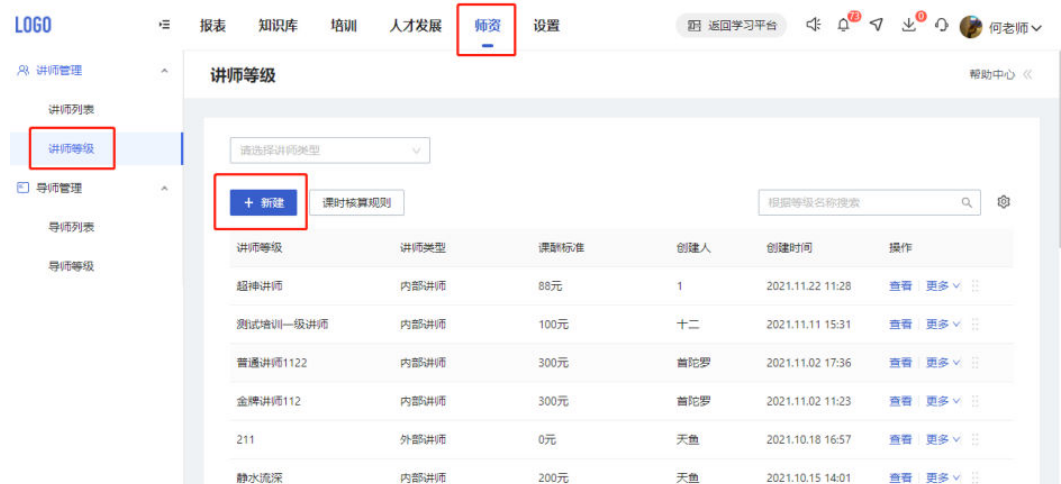 LOGO 报表 知识库 培训 人才发展 师资 设置 返回学习平台 73 0 何老师
讲师管理
讲师列表
讲师等级
导师管理
导师列表
导师等级
讲师等级 帮助中心
请选择讲师类型
+ 新建 课时核算规则 根据等级名称搜索
讲师等级 讲师类型 课酬标准 创建人 创建时间 操作
超神讲师 内部讲师 88元 1 2021.11.22 11:28 查看 更多
测试培训一级讲师 内部讲师 100元 十二 2021.11.11 15:31 查看 更多
普通讲师1122 内部讲师 300元 首陀罗 2021.11.02 17:36 查看 更多
金牌讲师112 内部讲师 300元 首陀罗 2021.11.02 11:23 查看 更多
211 外部讲师 0元 天鱼 2021.10.18 16:57 查看 更多
静水流深 内部讲师 200元 天鱼 2021.10.15 14:01 查看 更多